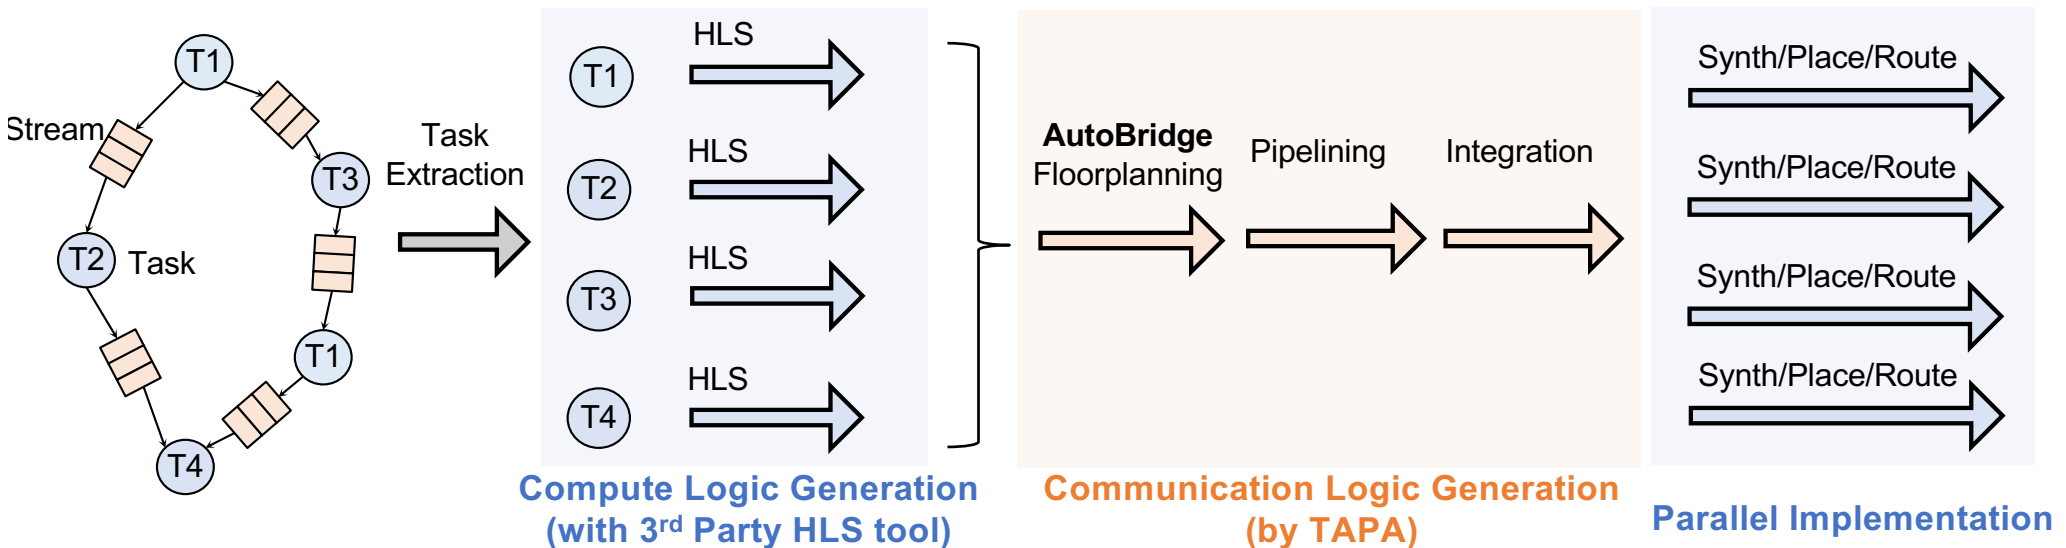 T1
Stream
T3
T2
Task
T1
T4
Task
Extraction
T1
HLS
T2
HLS
T3
HLS
T4
HLS
Compute Logic Generation
(with 3rd Party HLS tool)
AutoBridge
Floorplanning
Pipelining
Integration
Communication Logic Generation
(by TAPA)
Synth/Place/Route
Synth/Place/Route
Synth/Place/Route
Synth/Place/Route
Parallel Implementation